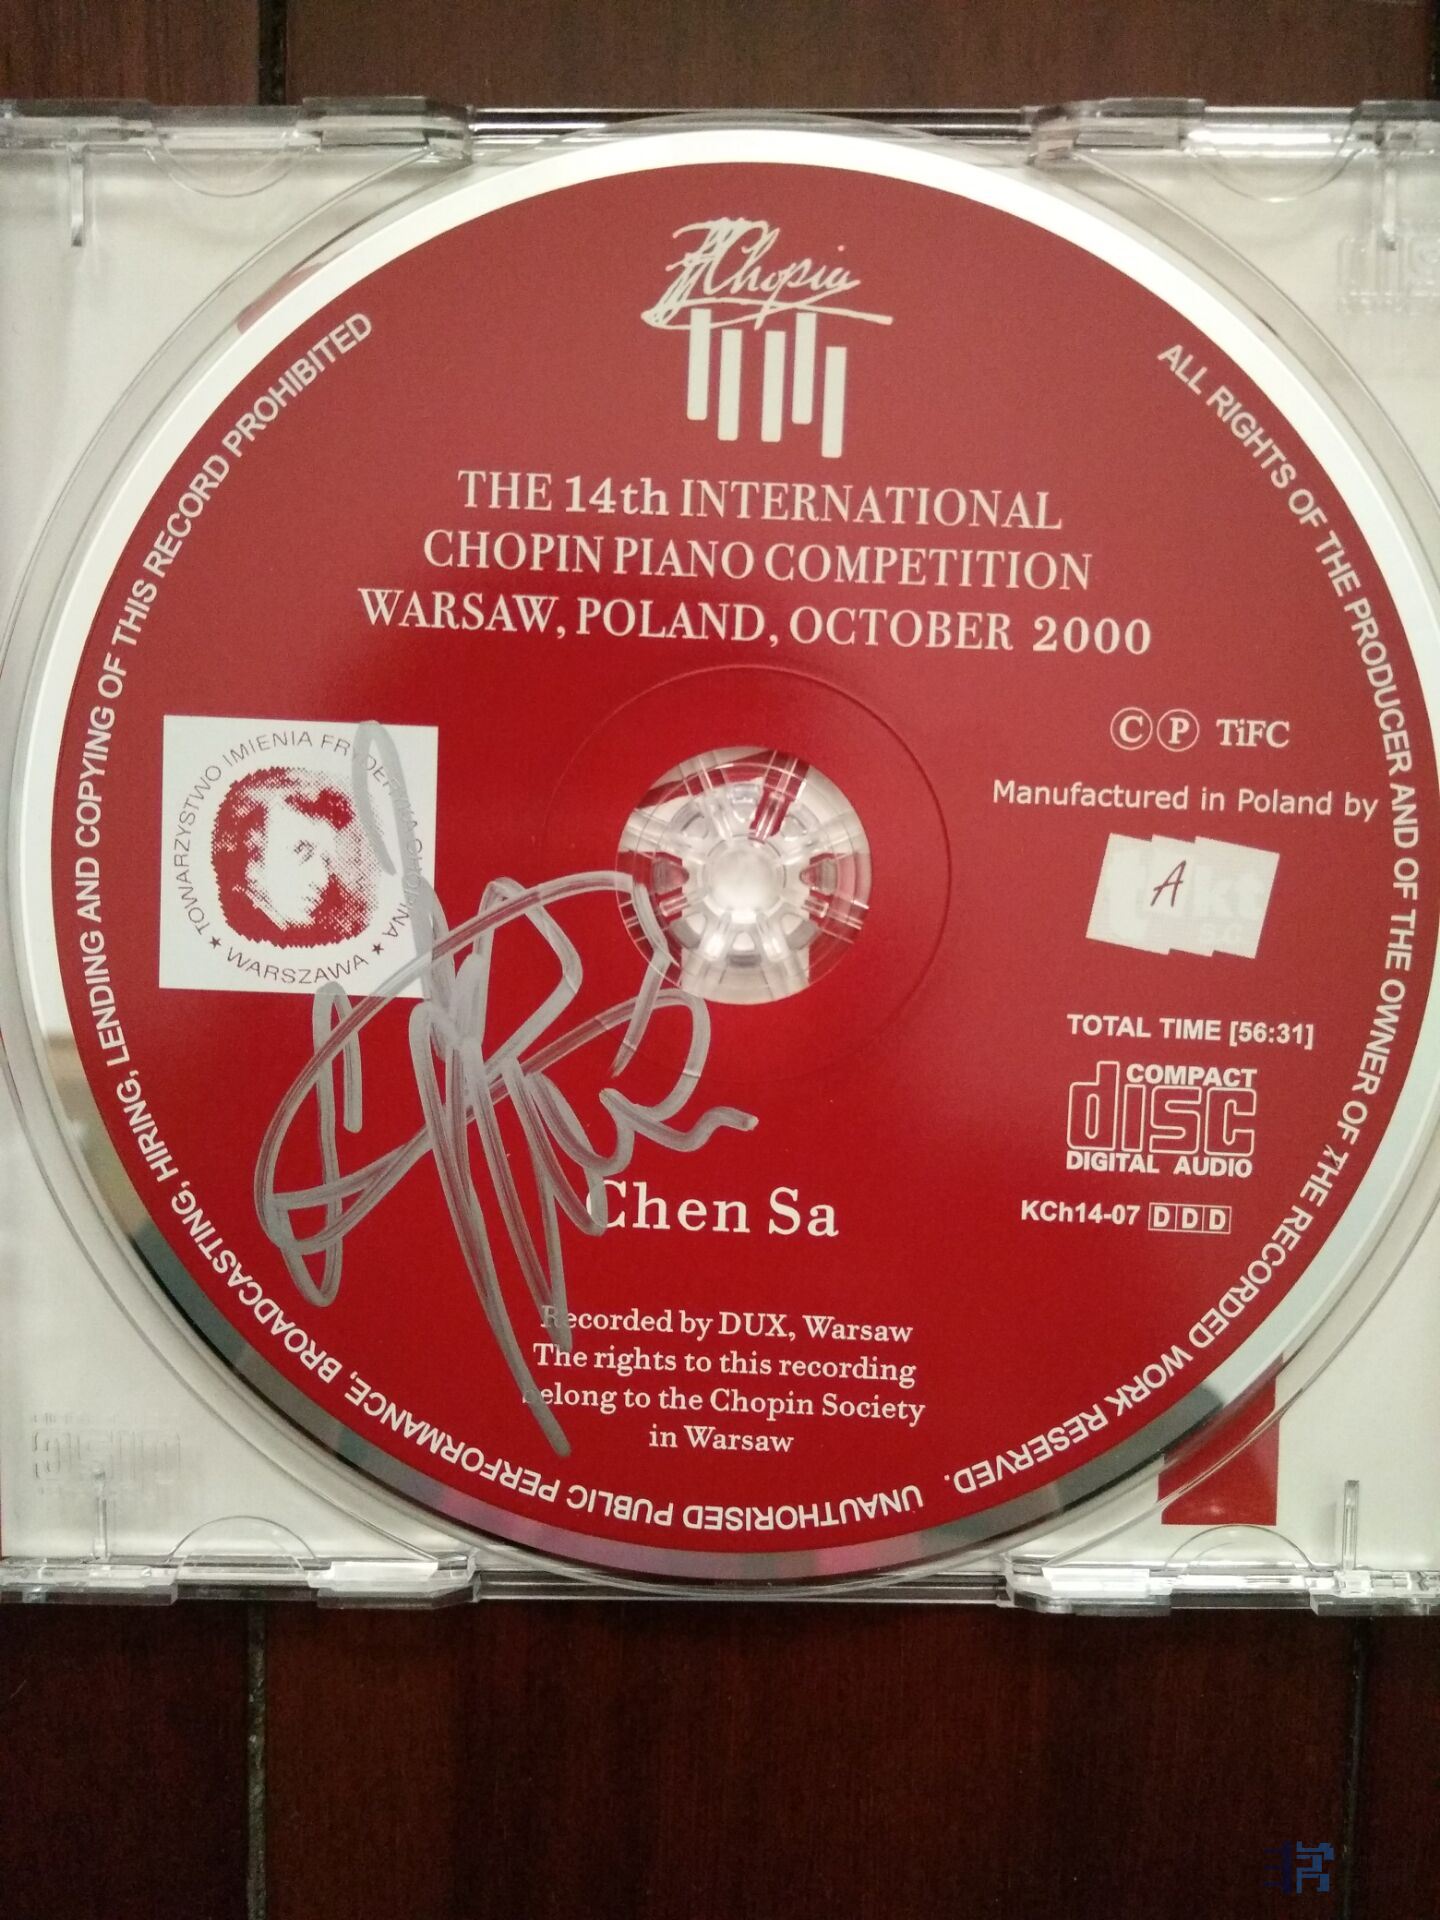 Chopin
THE 14th INTERNATIONAL
CHOPIN PIANO COMPETITION
WARSAW, POLAND, OCTOBER 2000
TOWARZYSTWO IMIENIA FRYDERYKA CHOPINA
★ WARSZAWA ★
Ⓒ Ⓟ TiFC
Manufactured in Poland by
takt
TOTAL TIME [56:31]
COMPACT
disc
DIGITAL AUDIO
KCh14-07 DDD
Chen Sa
Recorded by DUX, Warsaw
The rights to this recording
belong to the Chopin Society
in Warsaw
ALL RIGHTS OF THE PRODUCER AND OF THE OWNER OF THE RECORDED WORK RESERVED. UNAUTHORISED PUBLIC PERFORMANCE, BROADCASTING, HIRING, LENDING AND COPYING OF THIS RECORD PROHIBITED